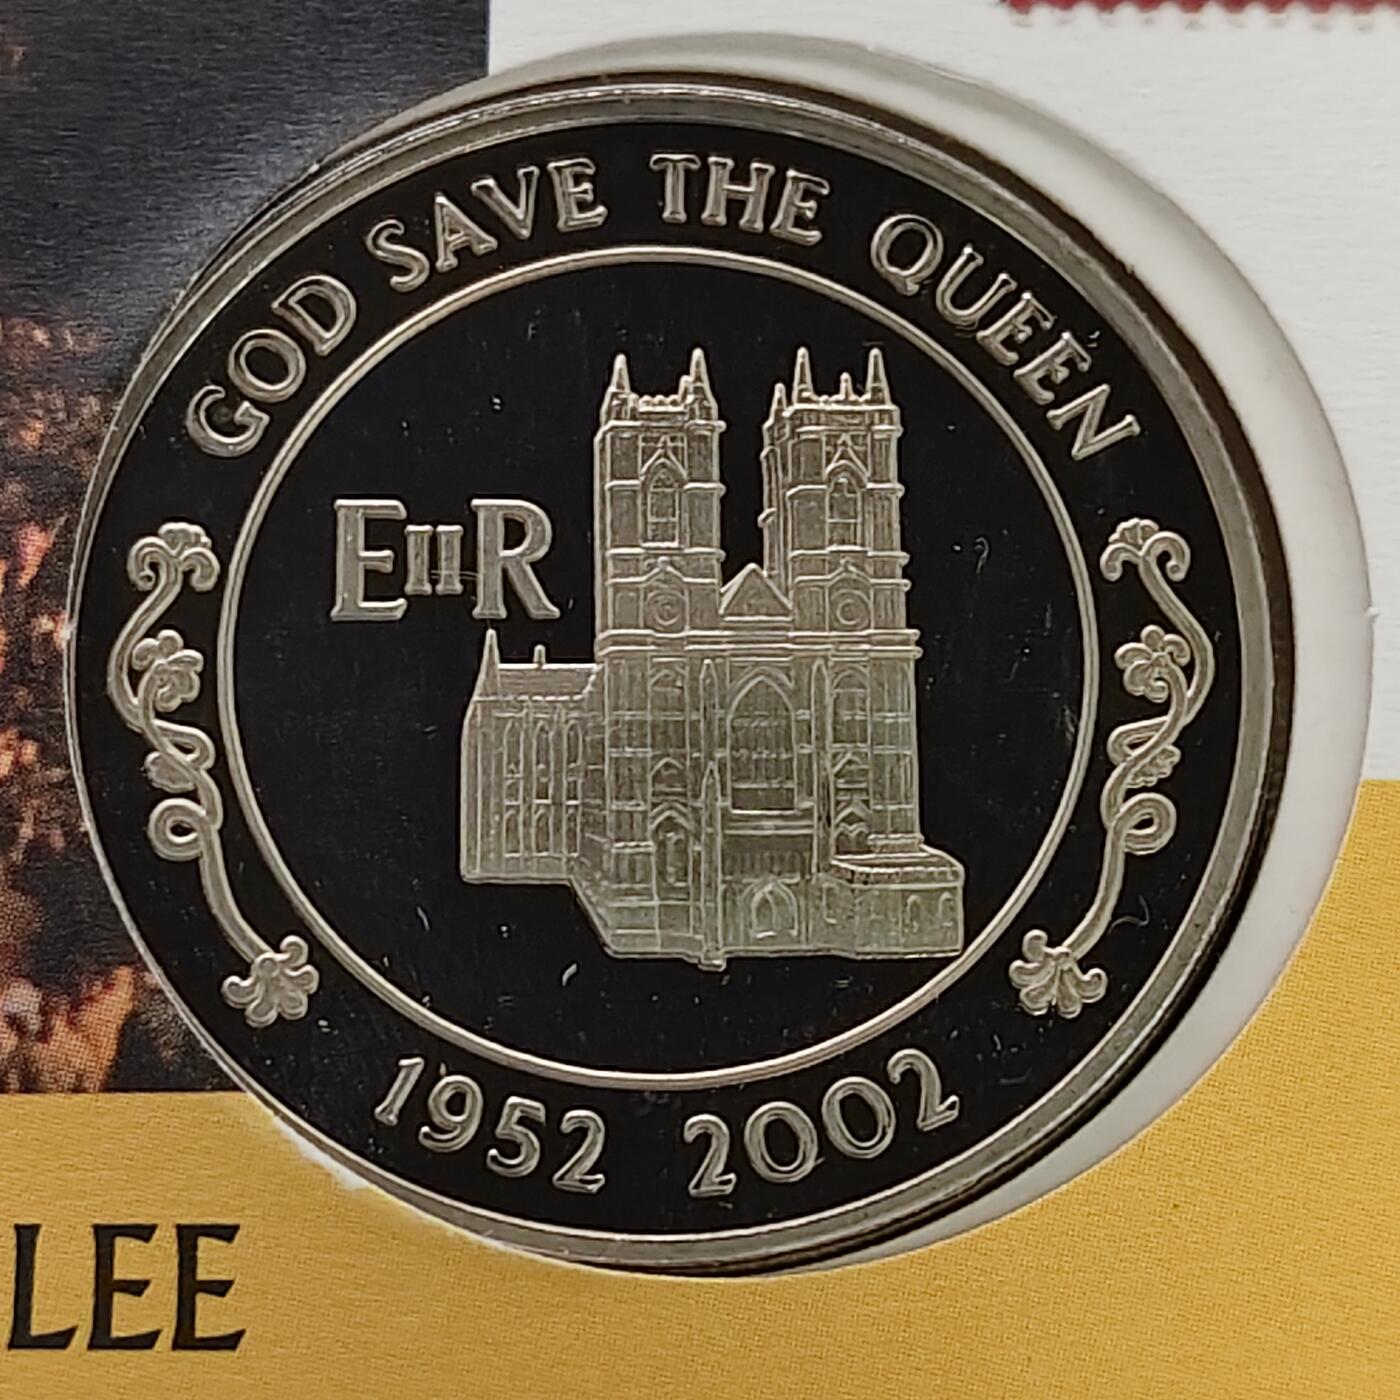 GOD SAVE THE QUEEN
EIIR
1952 2002
LEE